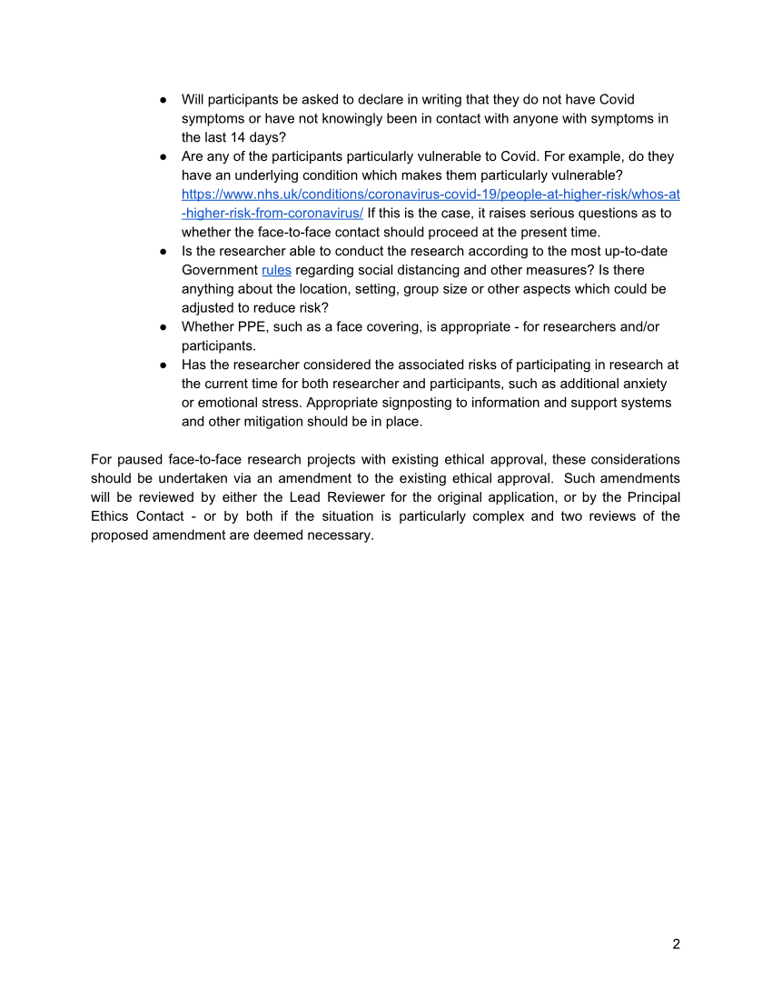 ● Will participants be asked to declare in writing that they do not have Covid
symptoms or have not knowingly been in contact with anyone with symptoms in
the last 14 days?
● Are any of the participants particularly vulnerable to Covid. For example, do they
have an underlying condition which makes them particularly vulnerable?
https://www.nhs.uk/conditions/coronavirus-covid-19/people-at-higher-risk/whos-at
-higher-risk-from-coronavirus/ If this is the case, it raises serious questions as to
whether the face-to-face contact should proceed at the present time.
● Is the researcher able to conduct the research according to the most up-to-date
Government rules regarding social distancing and other measures? Is there
anything about the location, setting, group size or other aspects which could be
adjusted to reduce risk?
● Whether PPE, such as a face covering, is appropriate - for researchers and/or
participants.
● Has the researcher considered the associated risks of participating in research at
the current time for both researcher and participants, such as additional anxiety
or emotional stress. Appropriate signposting to information and support systems
and other mitigation should be in place.
For paused face-to-face research projects with existing ethical approval, these considerations
should be undertaken via an amendment to the existing ethical approval.  Such amendments
will be reviewed by either the Lead Reviewer for the original application, or by the Principal
Ethics Contact - or by both if the situation is particularly complex and two reviews of the
proposed amendment are deemed necessary.
2